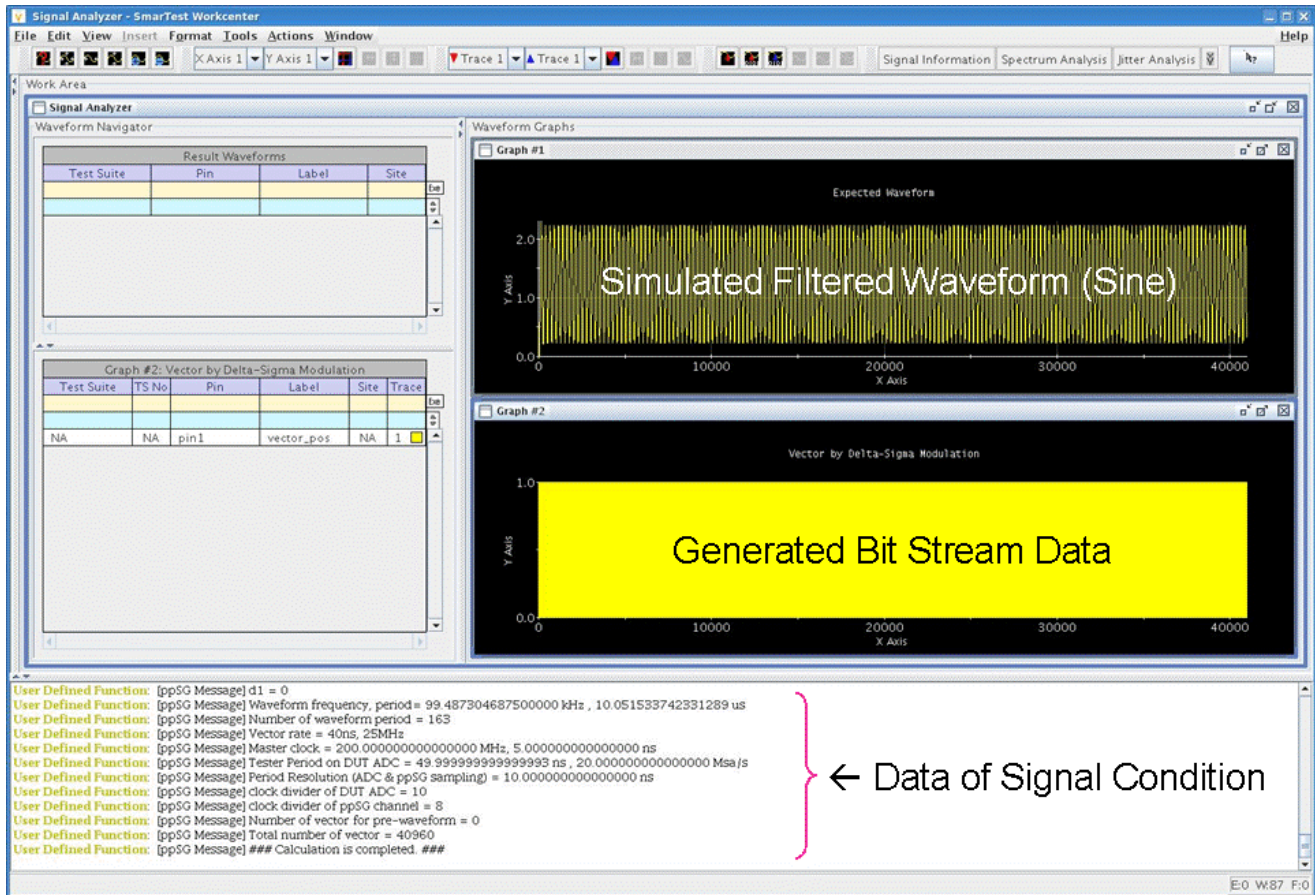 Signal Analyzer - SmarTest Workcenter
File Edit View Insert Format Tools Actions Window Help
X Axis 1 Y Axis 1 Trace 1 Trace 1 Signal Information Spectrum Analysis Jitter Analysis
Work Area
Signal Analyzer
Waveform Navigator
Result Waveforms
Test Suite Pin Label Site
Graph #2: Vector by Delta-Sigma Modulation
Test Suite TS No Pin Label Site Trace
NA NA pin1 vector_pos NA 1
Waveform Graphs
Graph #1
Expected Waveform
2.0
1.0
0.0
Y Axis
Simulated Filtered Waveform (Sine)
0 10000 20000 30000 40000
X Axis
Graph #2
Vector by Delta-Sigma Modulation
1.0
0.0
Y Axis
Generated Bit Stream Data
0 10000 20000 30000 40000
X Axis
User Defined Function: [ppSG Message] d1 = 0
User Defined Function: [ppSG Message] Waveform frequency, period= 99.487304687500000 kHz , 10.051533742331289 us
User Defined Function: [ppSG Message] Number of waveform period = 163
User Defined Function: [ppSG Message] Vector rate = 40ns, 25MHz
User Defined Function: [ppSG Message] Master clock = 200.000000000000000 MHz, 5.000000000000000 ns
User Defined Function: [ppSG Message] Tester Period on DUT ADC = 49.999999999999993 ns , 20.000000000000000 Msa/s
User Defined Function: [ppSG Message] Period Resolution (ADC & ppSG sampling) = 10.000000000000000 ns
User Defined Function: [ppSG Message] clock divider of DUT ADC = 10
User Defined Function: [ppSG Message] clock divider of ppSG channel = 8
User Defined Function: [ppSG Message] Number of vector for pre-waveform = 0
User Defined Function: [ppSG Message] Total number of vector = 40960
User Defined Function: [ppSG Message] ### Calculation is completed. ###
← Data of Signal Condition
E:0 W:87 F:0